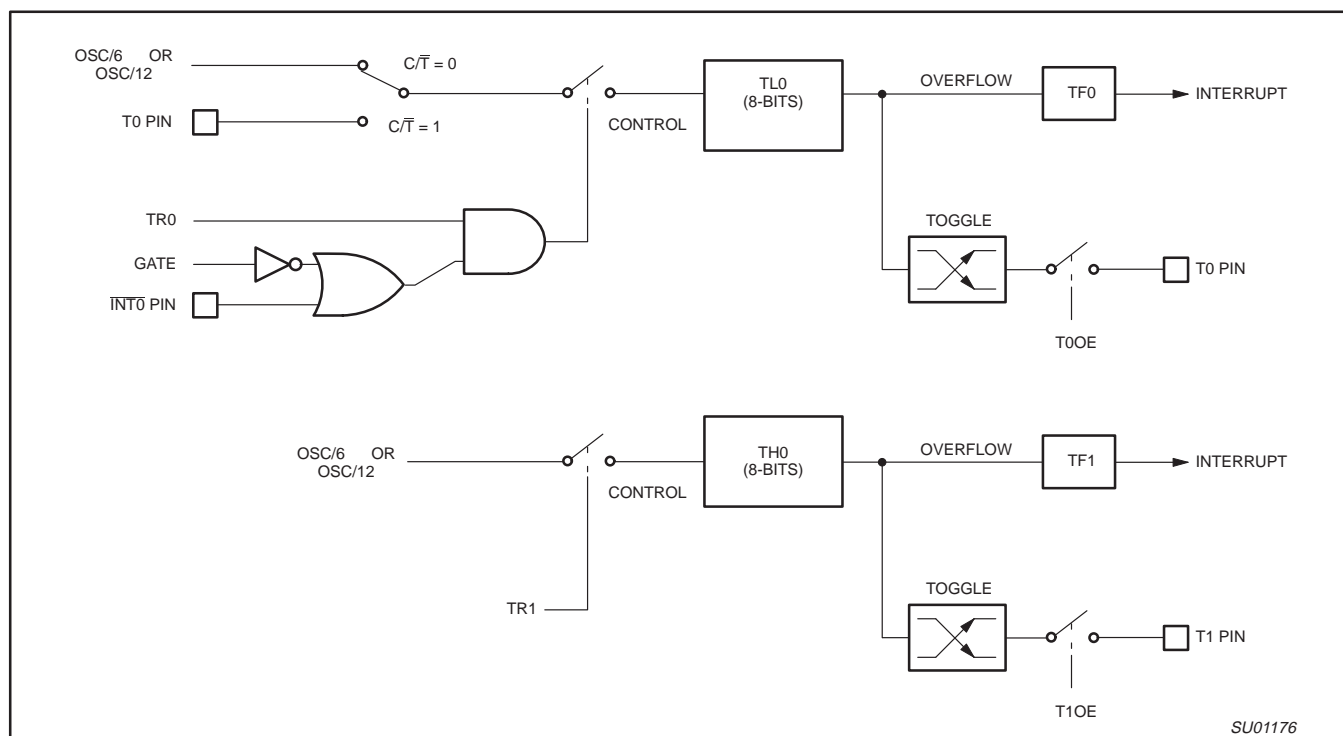 OSC/6 OR
OSC/12
C/T̅ = 0
T0 PIN
C/T̅ = 1
CONTROL
TL0
(8-BITS)
OVERFLOW
TF0
INTERRUPT
TR0
GATE
I̅N̅T̅0̅ PIN
TOGGLE
T0 PIN
T0OE
OSC/6 OR
OSC/12
CONTROL
TH0
(8-BITS)
OVERFLOW
TF1
INTERRUPT
TR1
TOGGLE
T1 PIN
T1OE
SU01176